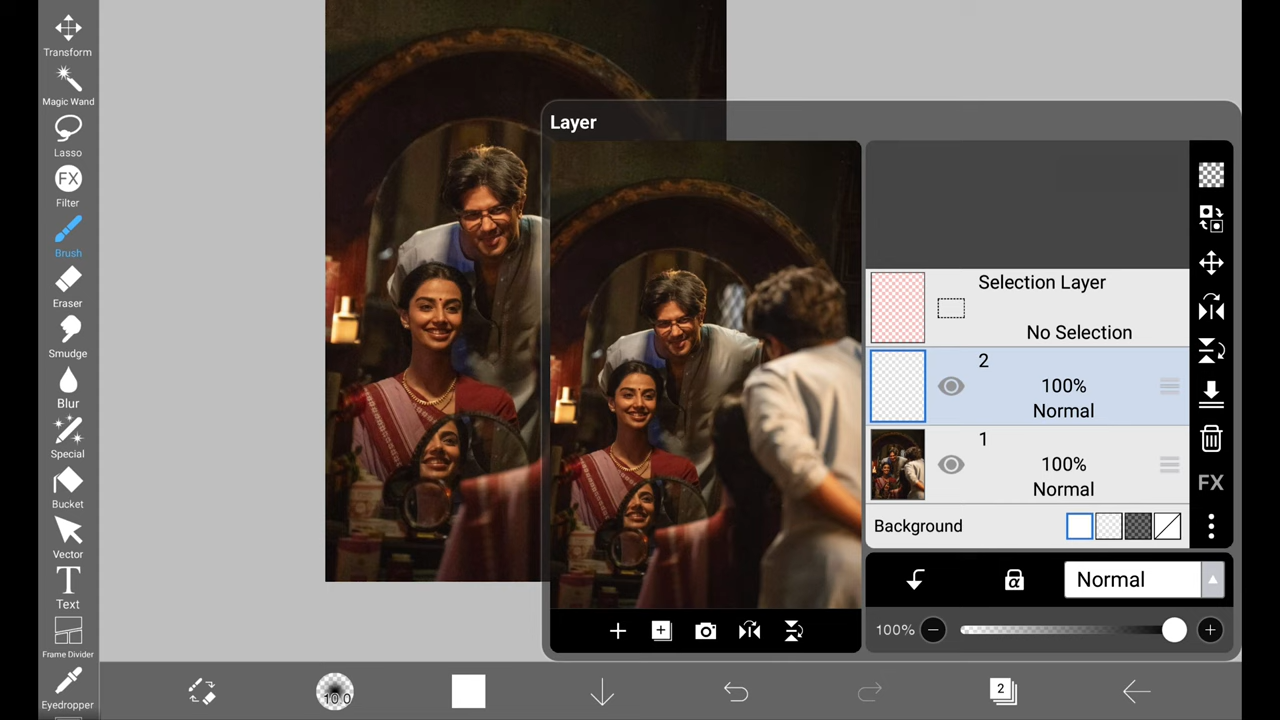 Transform
Magic Wand
Lasso
FX
Filter
Brush
Eraser
Smudge
Blur
Special
Bucket
Vector
T
Text
Frame Divider
Eyedropper
Layer
Selection Layer
No Selection
2
100%
Normal
1
100%
Normal
Background
FX
α
Normal
100%
10.0
2